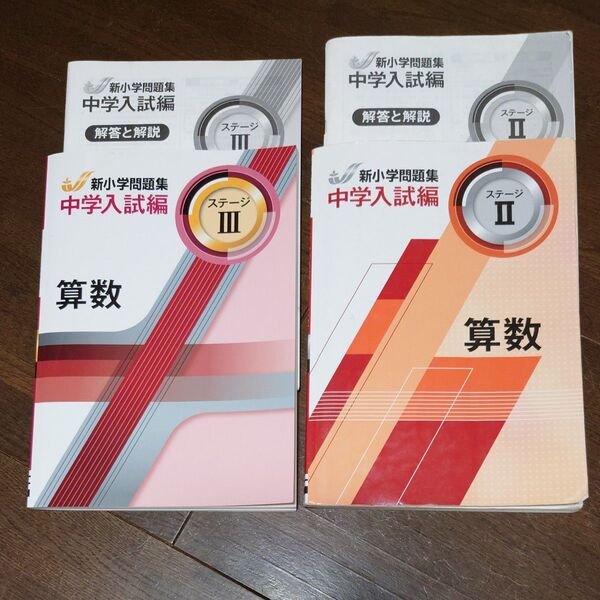 新小学問題集
中学入試編
解答と解説
ステージ
III
新小学問題集
中学入試編
解答と解説
ステージ
II
新小学問題集
中学入試編
ステージ
III
算数
新小学問題集
中学入試編
ステージ
II
算数